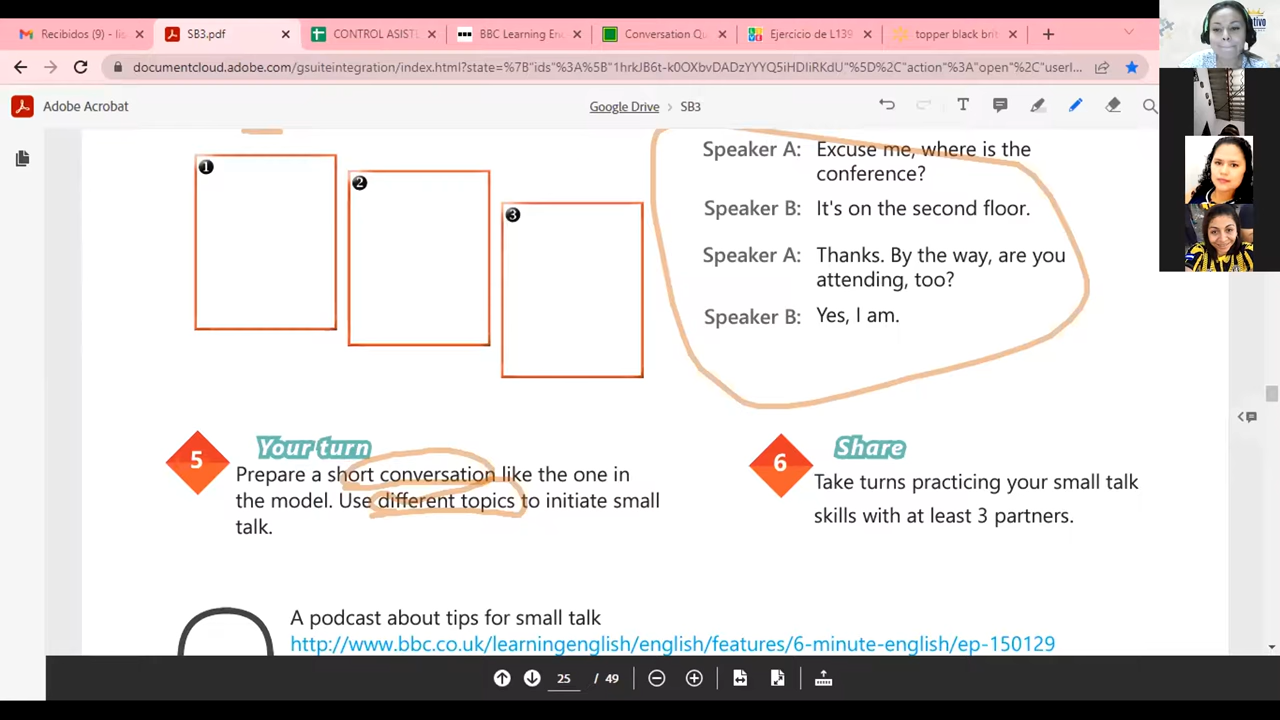 Recibidos (9) - lis
SB3.pdf
CONTROL ASIST
BBC Learning En
Conversation Qu
Ejercicio de L139
topper black brit
documentcloud.adobe.com/gsuiteintegration/index.html?state=%7B"ids"%3A%5B"1hrkJB6t-k0OXbvDADzYYYQ5iHDIiRKdU"%5D%2C"action"%3A"open"%2C"userI...
Adobe Acrobat
Google Drive > SB3
1
2
3
Speaker A: Excuse me, where is the
conference?
Speaker B: It's on the second floor.
Speaker A: Thanks. By the way, are you
attending, too?
Speaker B: Yes, I am.
5 Your turn
Prepare a short conversation like the one in
the model. Use different topics to initiate small
talk.
6 Share
Take turns practicing your small talk
skills with at least 3 partners.
A podcast about tips for small talk
http://www.bbc.co.uk/learningenglish/english/features/6-minute-english/ep-150129
25 / 49